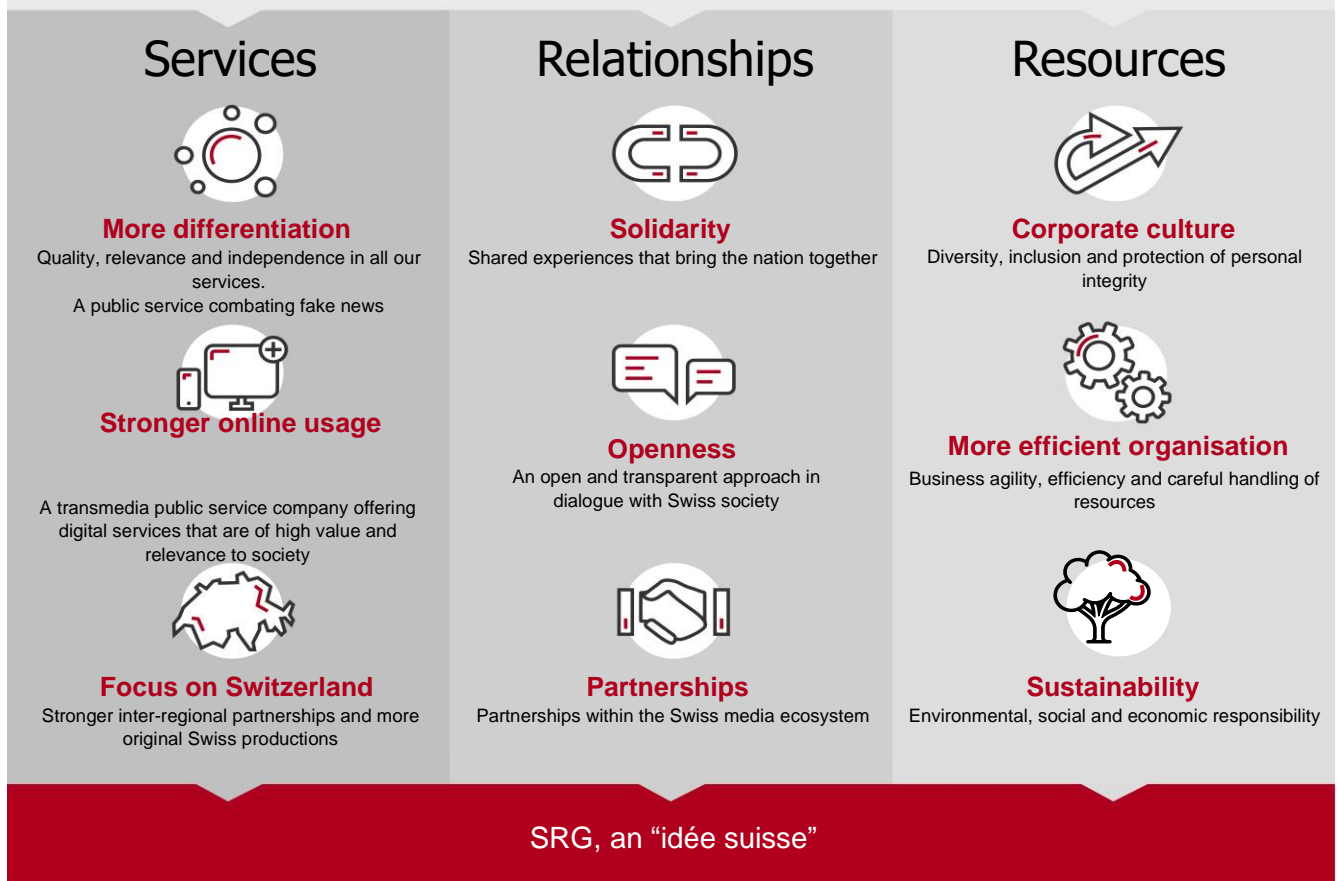 Services
More differentiation
Quality, relevance and independence in all our
services.
A public service combating fake news
Stronger online usage
A transmedia public service company offering
digital services that are of high value and
relevance to society
Focus on Switzerland
Stronger inter-regional partnerships and more
original Swiss productions
Relationships
Solidarity
Shared experiences that bring the nation together
Openness
An open and transparent approach in
dialogue with Swiss society
Partnerships
Partnerships within the Swiss media ecosystem
Resources
Corporate culture
Diversity, inclusion and protection of personal
integrity
More efficient organisation
Business agility, efficiency and careful handling of
resources
Sustainability
Environmental, social and economic responsibility
SRG, an “idée suisse”